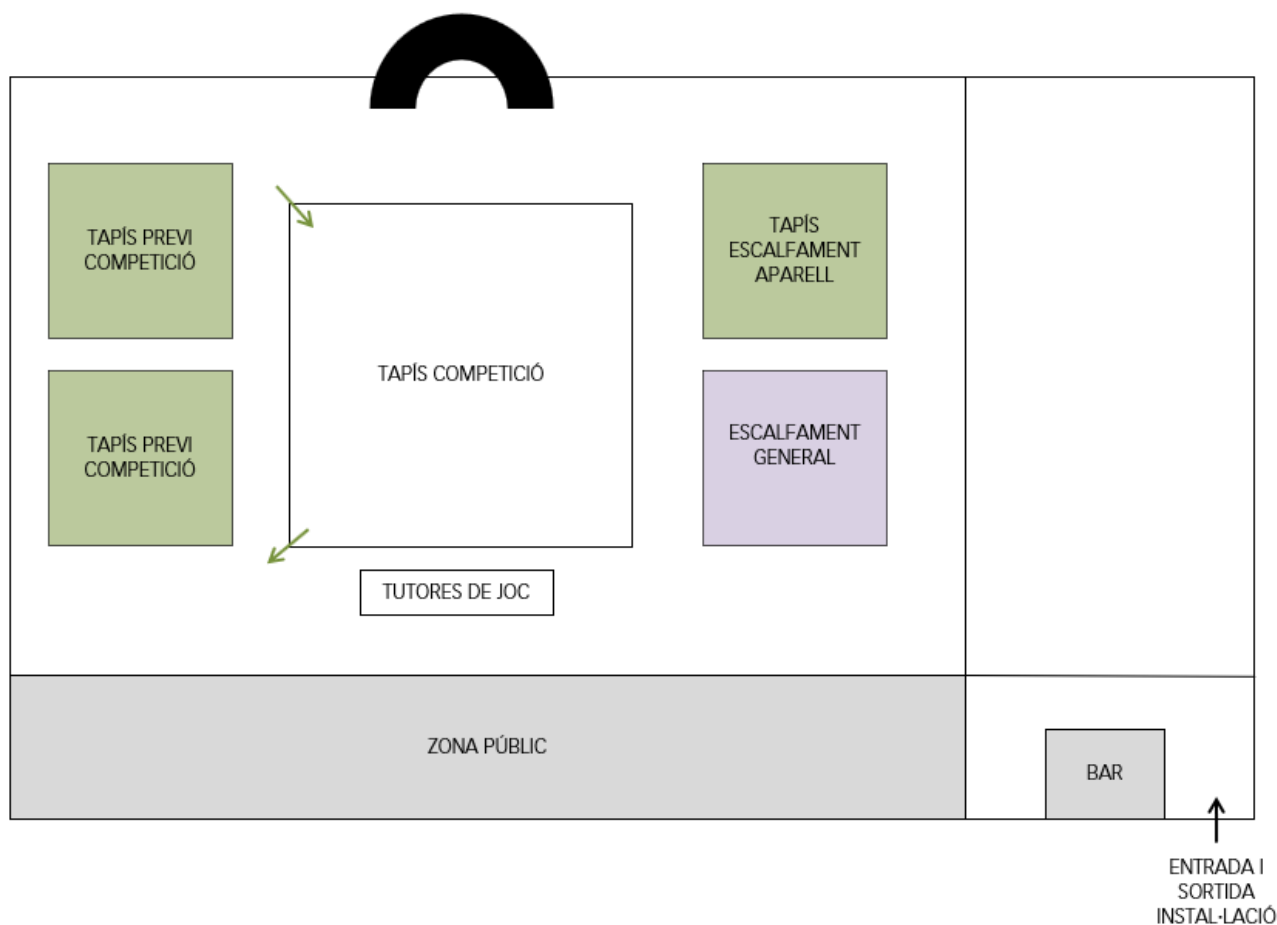 TAPÍS PREVI
COMPETICIÓ
TAPÍS
ESCALFAMENT
APARELL
TAPÍS COMPETICIÓ
TAPÍS PREVI
COMPETICIÓ
ESCALFAMENT
GENERAL
TUTORES DE JOC
ZONA PÚBLIC
BAR
ENTRADA I
SORTIDA
INSTAL·LACIÓ